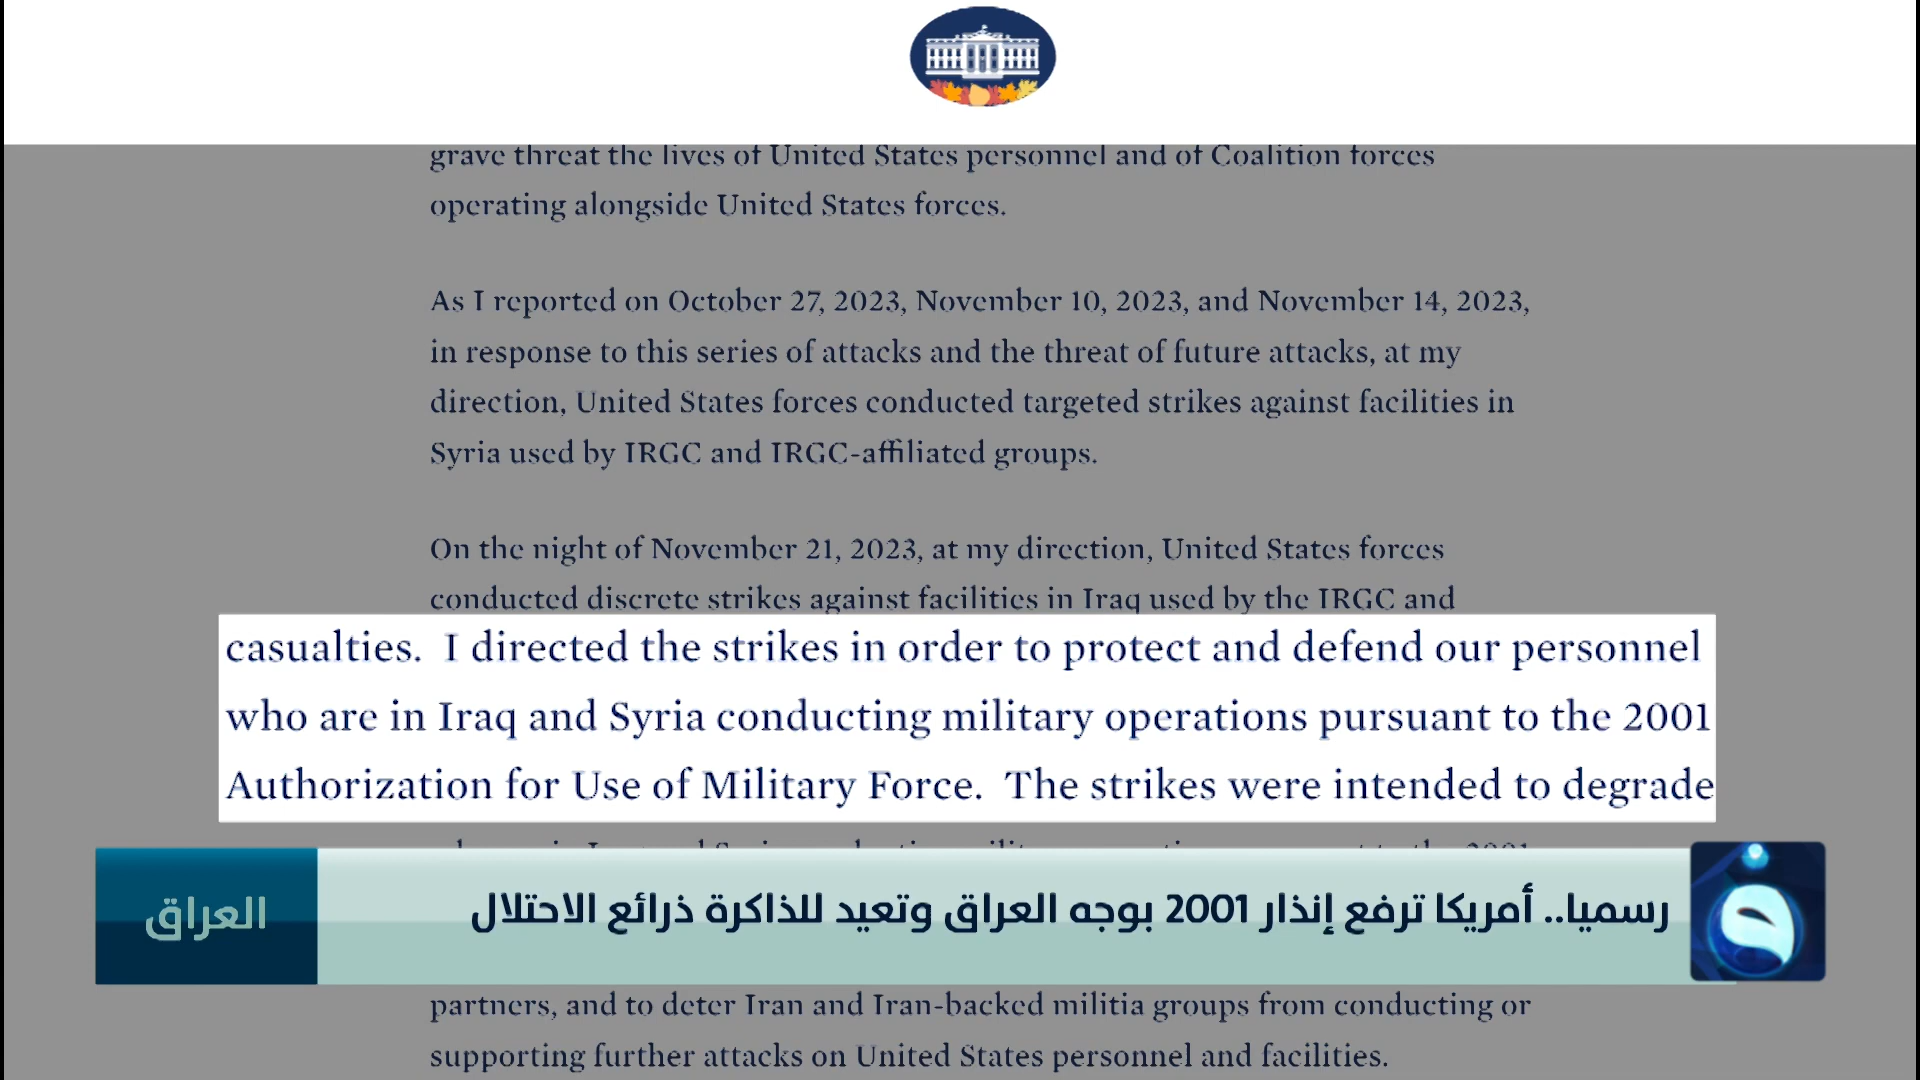 grave threat the lives of United States personnel and of Coalition forces
operating alongside United States forces.
As I reported on October 27, 2023, November 10, 2023, and November 14, 2023,
in response to this series of attacks and the threat of future attacks, at my
direction, United States forces conducted targeted strikes against facilities in
Syria used by IRGC and IRGC-affiliated groups.
On the night of November 21, 2023, at my direction, United States forces
conducted discrete strikes against facilities in Iraq used by the IRGC and
casualties. I directed the strikes in order to protect and defend our personnel
who are in Iraq and Syria conducting military operations pursuant to the 2001
Authorization for Use of Military Force. The strikes were intended to degrade
رسميا.. أمريكا ترفع إنذار 2001 بوجه العراق وتعيد للذاكرة ذرائع الاحتلال
العراق
partners, and to deter Iran and Iran-backed militia groups from conducting or
supporting further attacks on United States personnel and facilities.